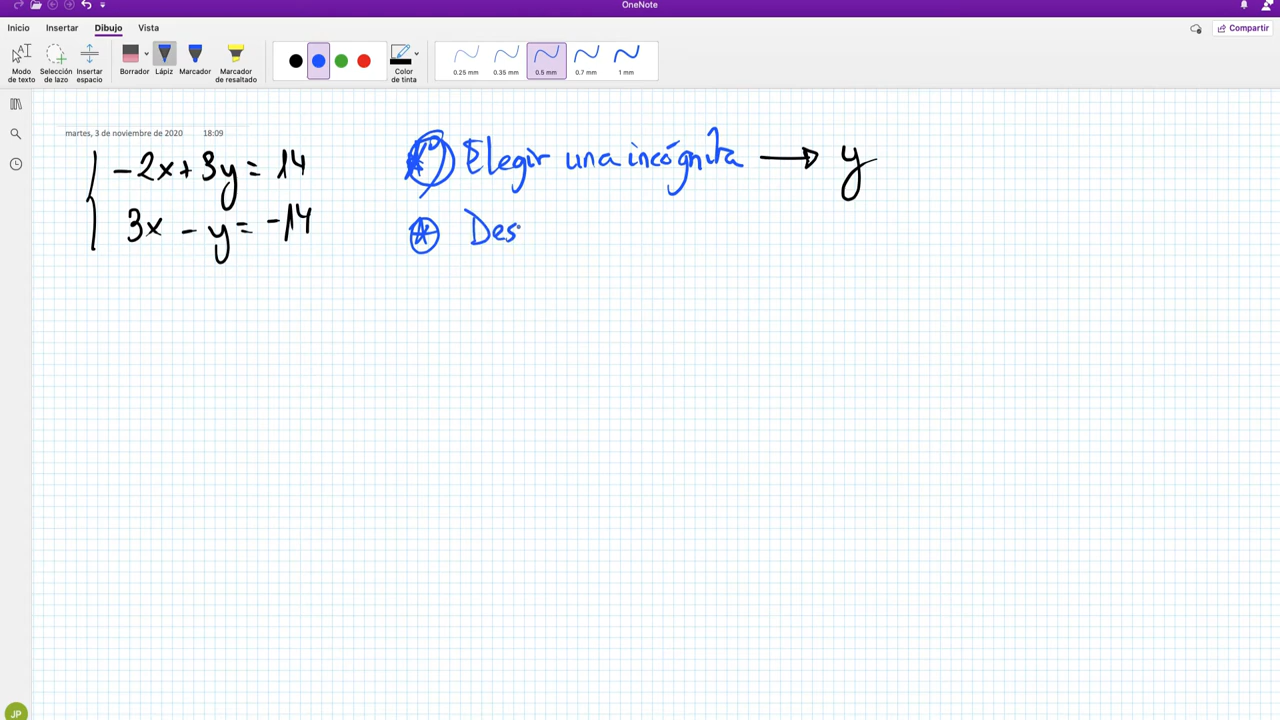 OneNote
Inicio Insertar Dibujo Vista Compartir
Modo de texto
Selección de lazo
Insertar espacio
Borrador
Lápiz
Marcador
Marcador de resaltado
Color de tinta
0.25 mm 0.35 mm 0.5 mm 0.7 mm 1 mm
martes, 3 de noviembre de 2020 18:09
-2x+3y=14
3x-y=-14
Elegir una incógnita → y
Des
JP